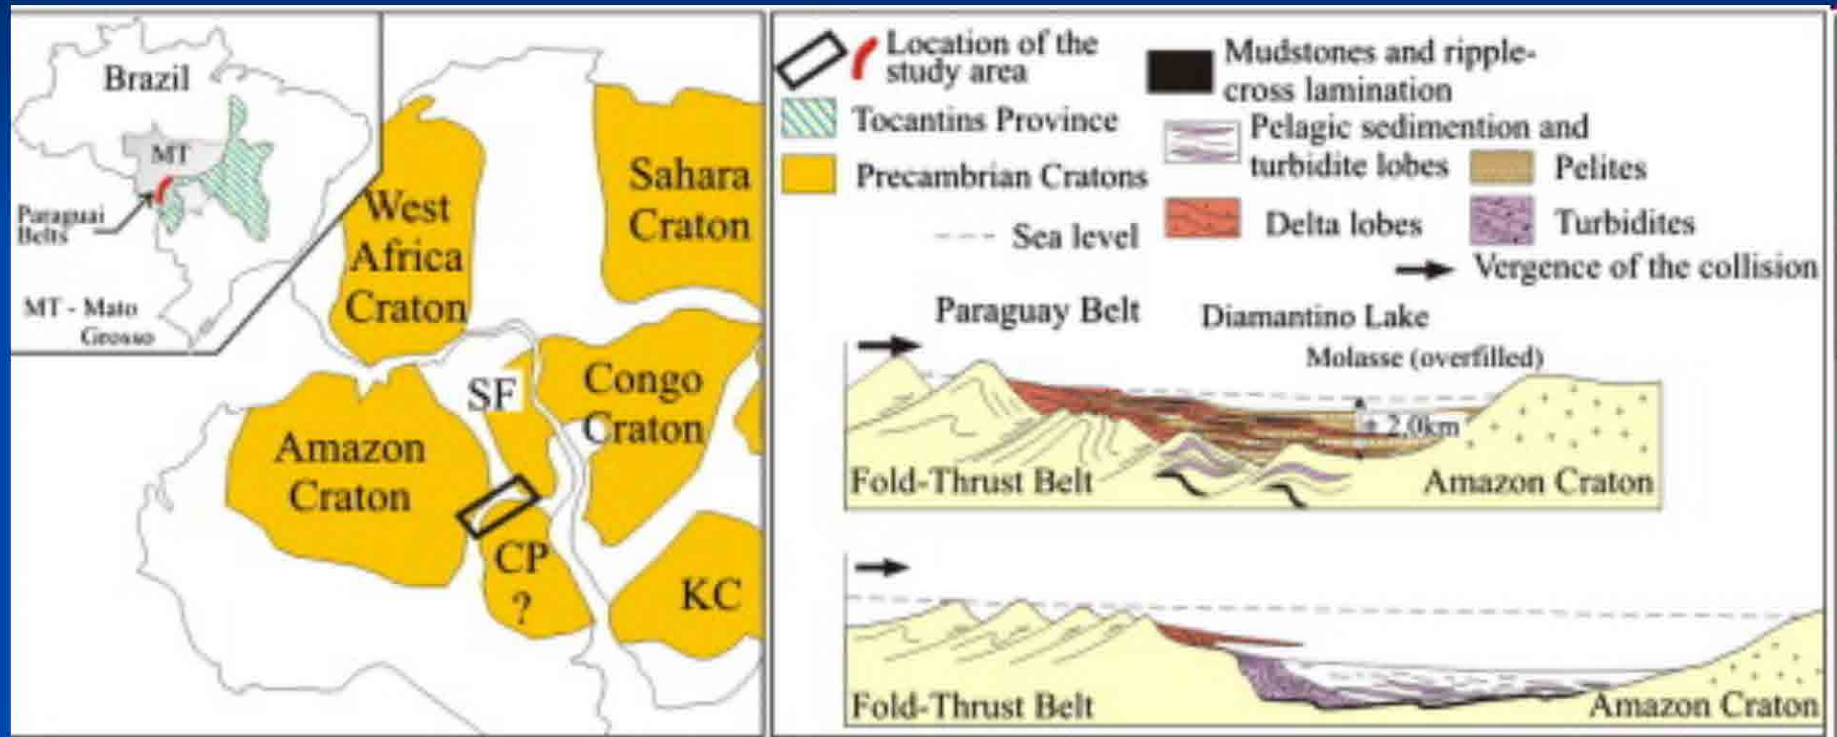 Brazil
MT
Paraguai
Belts
MT - Mato
Grosso
West
Africa
Craton
Sahara
Craton
SF
Congo
Craton
Amazon
Craton
CP
?
KC
Location of the
study area
Tocantins Province
Precambrian Cratons
Sea level
Mudstones and ripple-
cross lamination
Pelagic sedimention and
turbidite lobes
Pelites
Delta lobes
Turbidites
Vergence of the collision
Paraguay Belt
Diamantino Lake
Molasse (overfilled)
± 2,0km
Fold-Thrust Belt
Amazon Craton
Fold-Thrust Belt
Amazon Craton